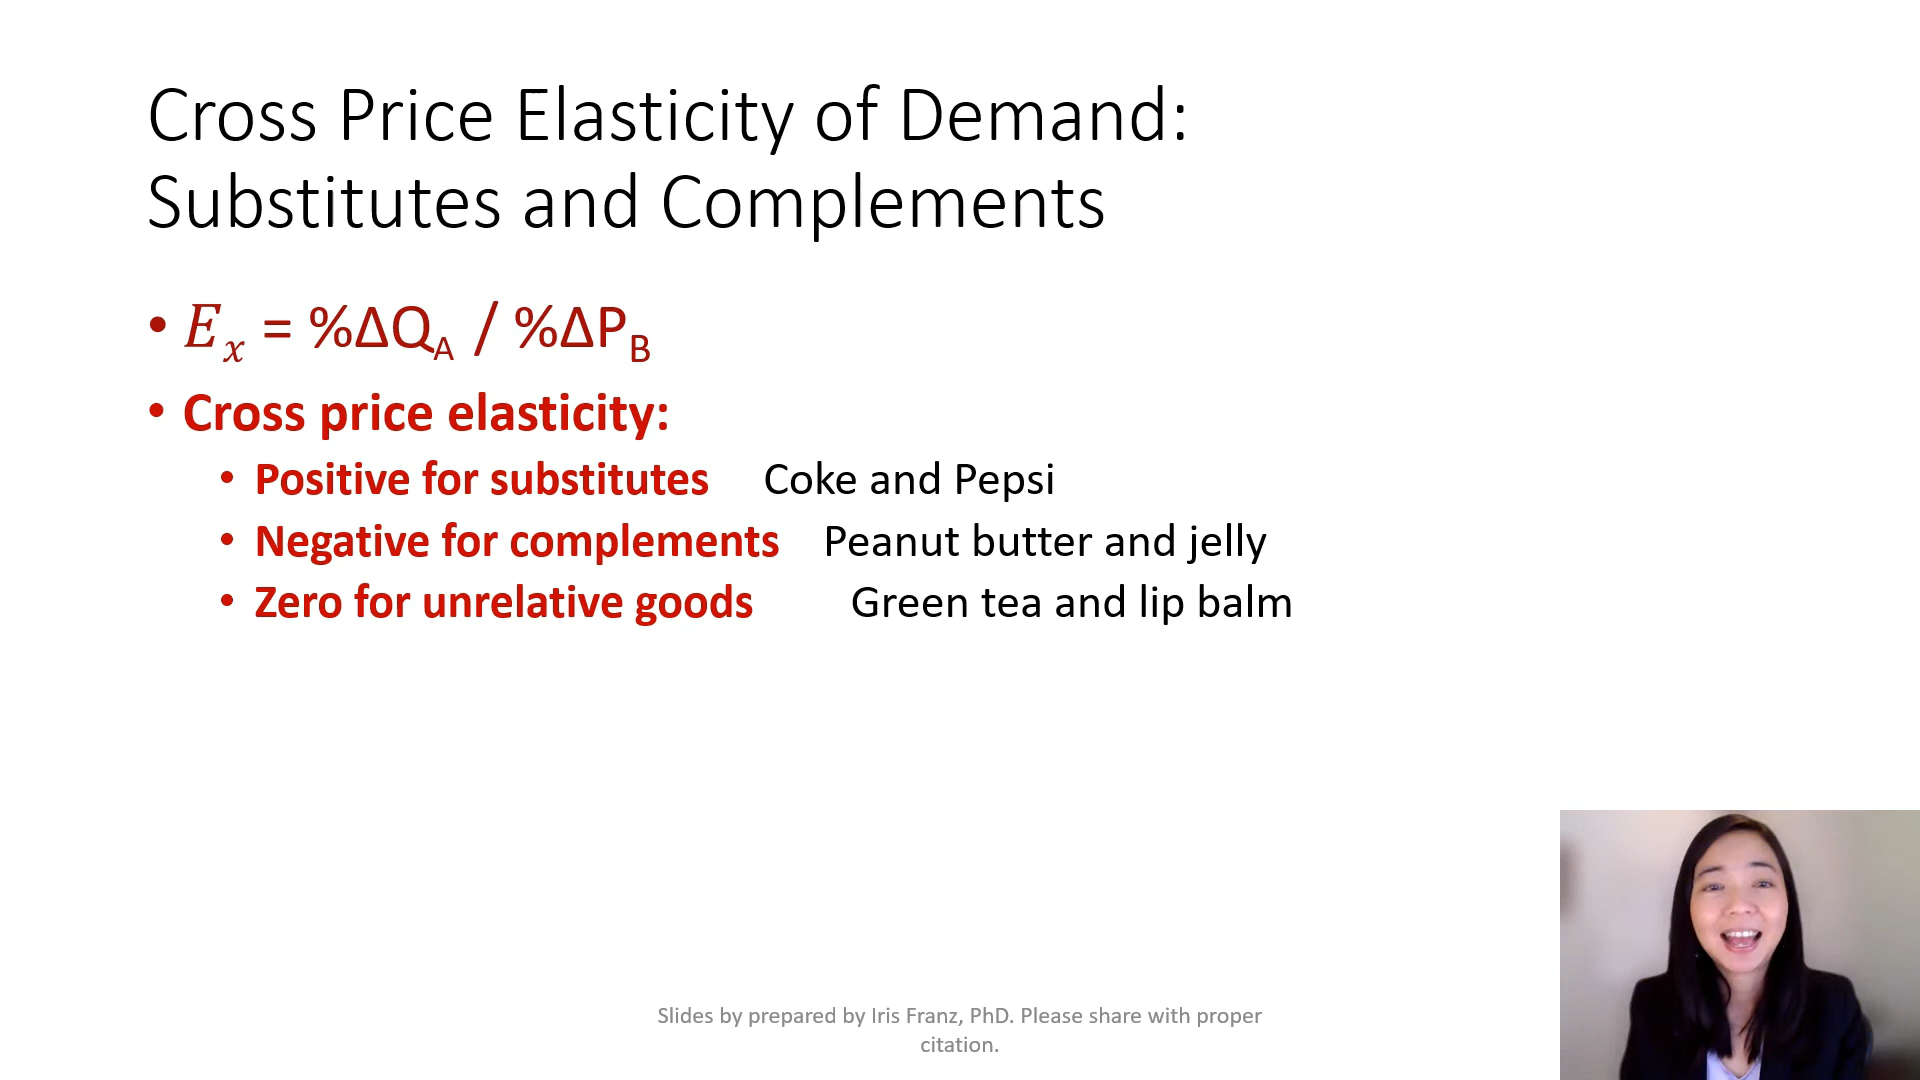 Cross Price Elasticity of Demand:
Substitutes and Complements
• Eₓ = %ΔQ_A / %ΔP_B
• Cross price elasticity:
• Positive for substitutes Coke and Pepsi
• Negative for complements Peanut butter and jelly
• Zero for unrelative goods Green tea and lip balm
Slides by prepared by Iris Franz, PhD. Please share with proper
citation.